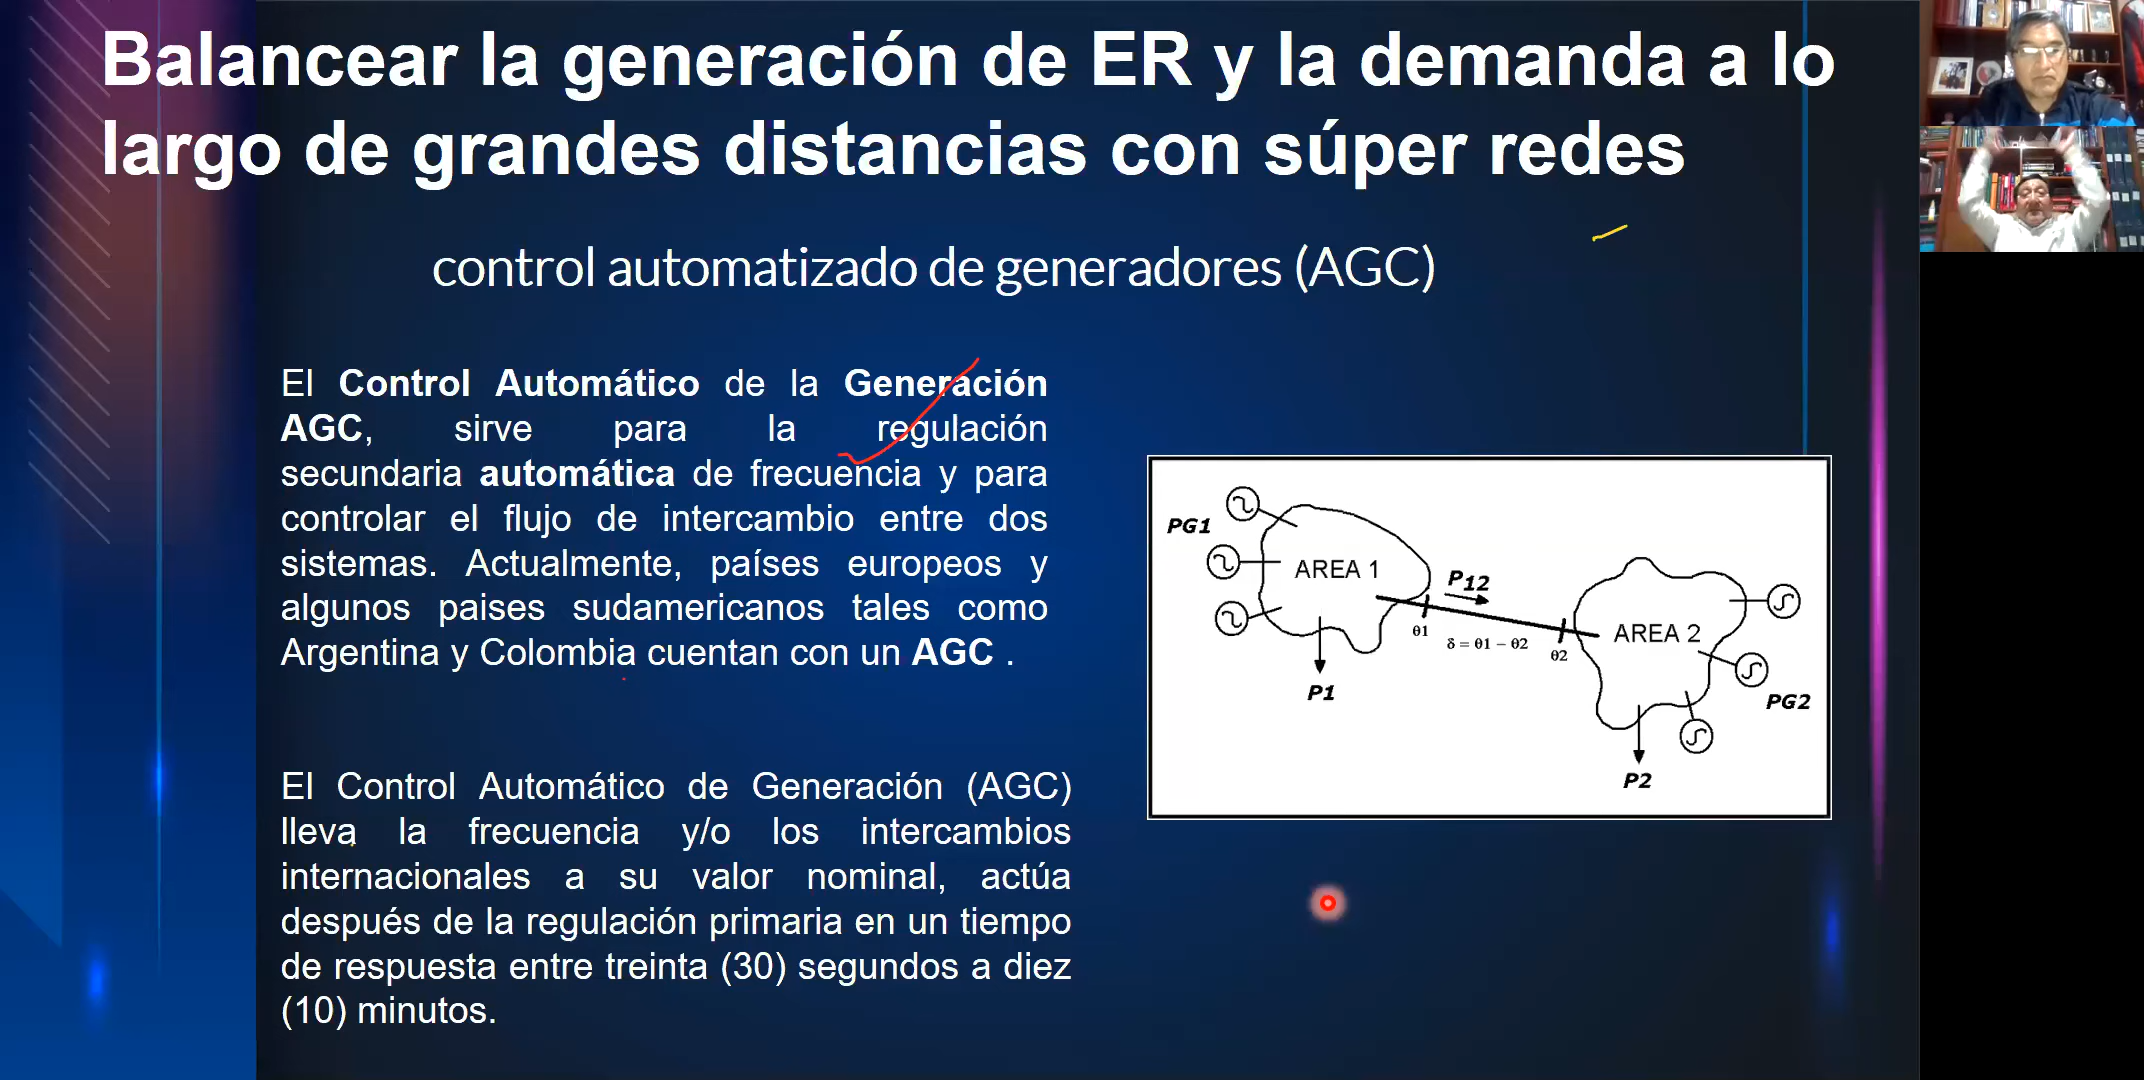 Balancear la generación de ER y la demanda a lo
largo de grandes distancias con súper redes
control automatizado de generadores (AGC)
El Control Automático de la Generación
AGC, sirve para la regulación
secundaria automática de frecuencia y para
controlar el flujo de intercambio entre dos
sistemas. Actualmente, países europeos y
algunos paises sudamericanos tales como
Argentina y Colombia cuentan con un AGC .
El Control Automático de Generación (AGC)
lleva la frecuencia y/o los intercambios
internacionales a su valor nominal, actúa
después de la regulación primaria en un tiempo
de respuesta entre treinta (30) segundos a diez
(10) minutos.
PG1
AREA 1
P12
θ1
δ = θ1 − θ2
θ2
AREA 2
P1
PG2
P2